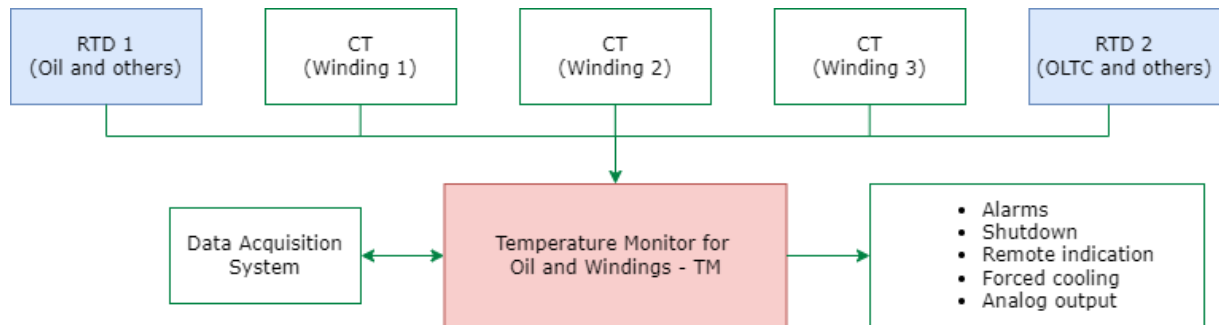 RTD 1
(Oil and others)
CT
(Winding 1)
CT
(Winding 2)
CT
(Winding 3)
RTD 2
(OLTC and others)
Data Acquisition
System
Temperature Monitor for
Oil and Windings - TM
• Alarms
• Shutdown
• Remote indication
• Forced cooling
• Analog output